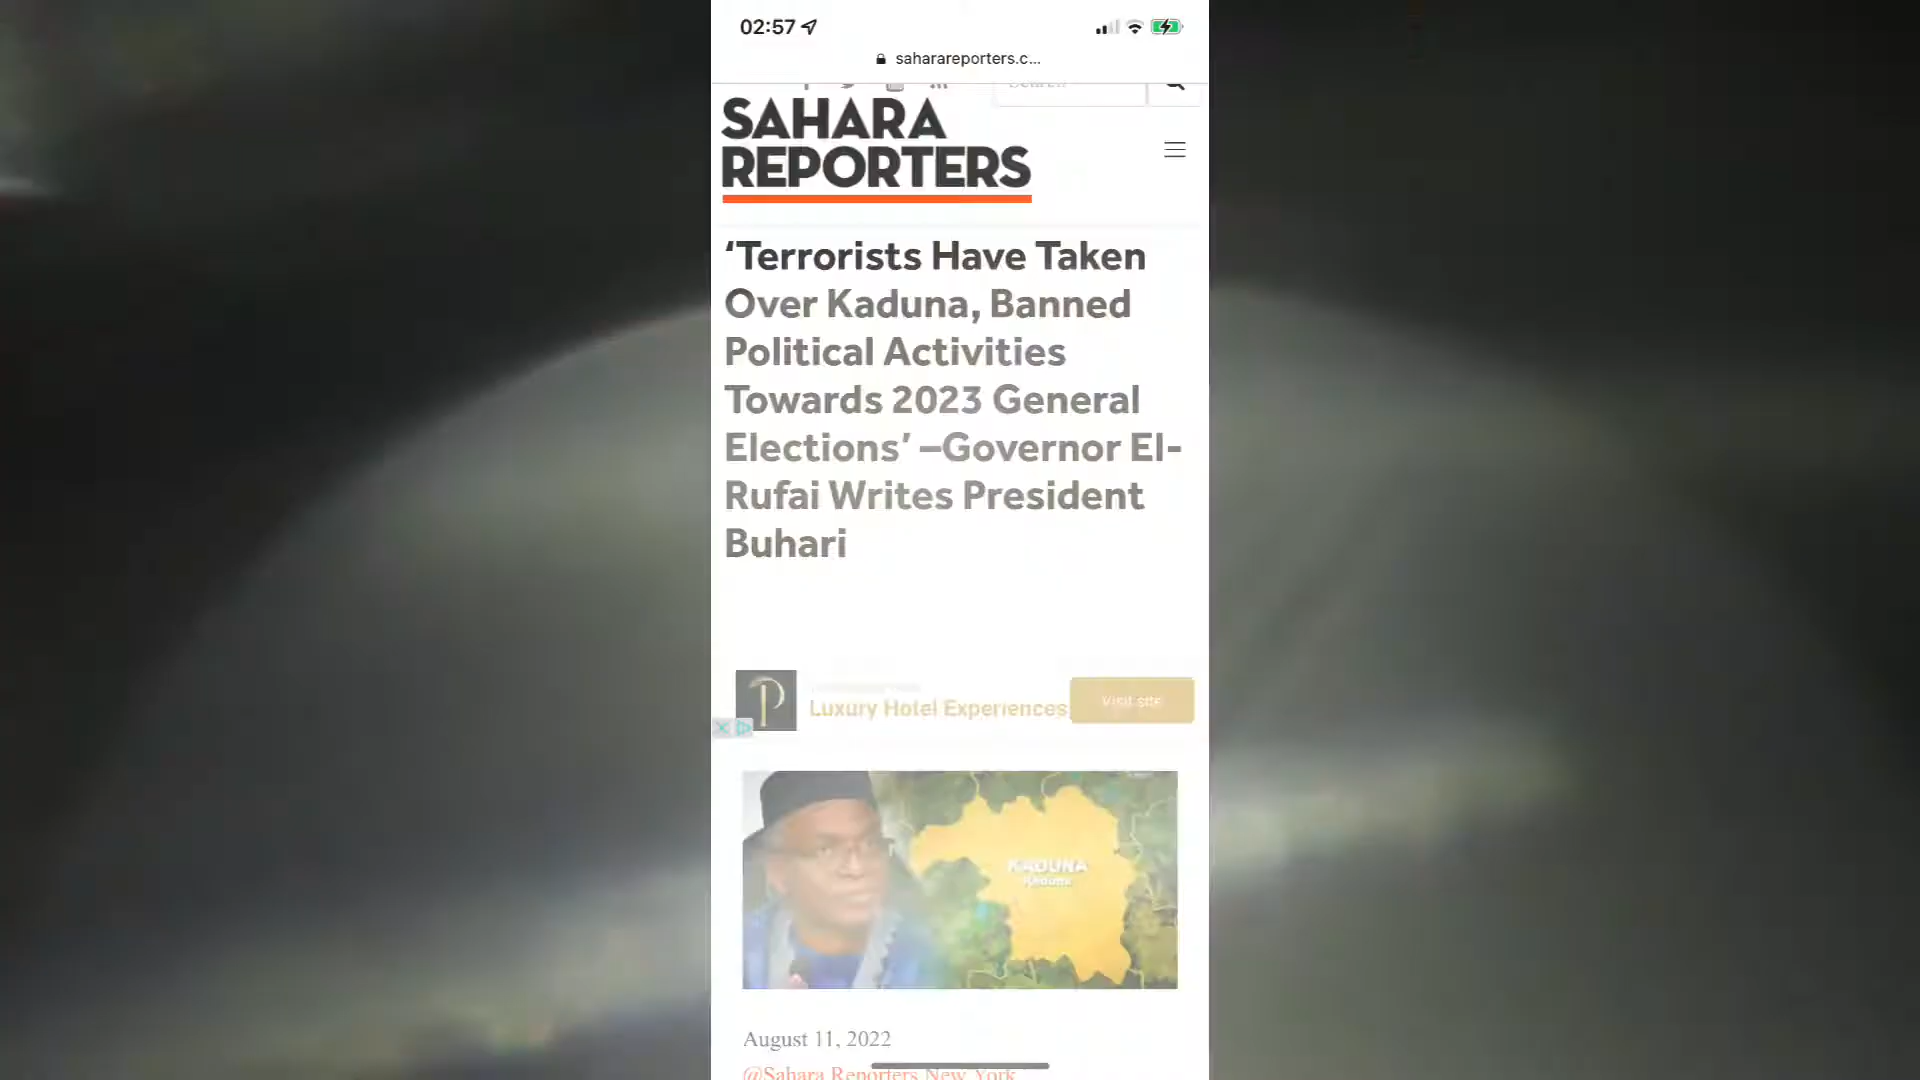 02:57
saharareporters.c...
SAHARA
REPORTERS
‘Terrorists Have Taken
Over Kaduna, Banned
Political Activities
Towards 2023 General
Elections’ –Governor El-
Rufai Writes President
Buhari
Luxury Hotel Experiences
Visit site
KADUNA
Kaduna
August 11, 2022
@Sahara Reporters New York